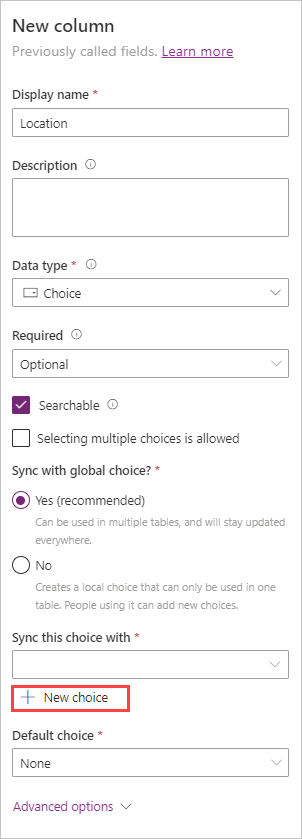 New column
Previously called fields. Learn more
Display name *
Location
Description
Data type *
Choice
Required
Optional
Searchable
Selecting multiple choices is allowed
Sync with global choice? *
Yes (recommended)
Can be used in multiple tables, and will stay updated
everywhere.
No
Creates a local choice that can only be used in one
table. People using it can add new choices.
Sync this choice with *
New choice
Default choice *
None
Advanced options